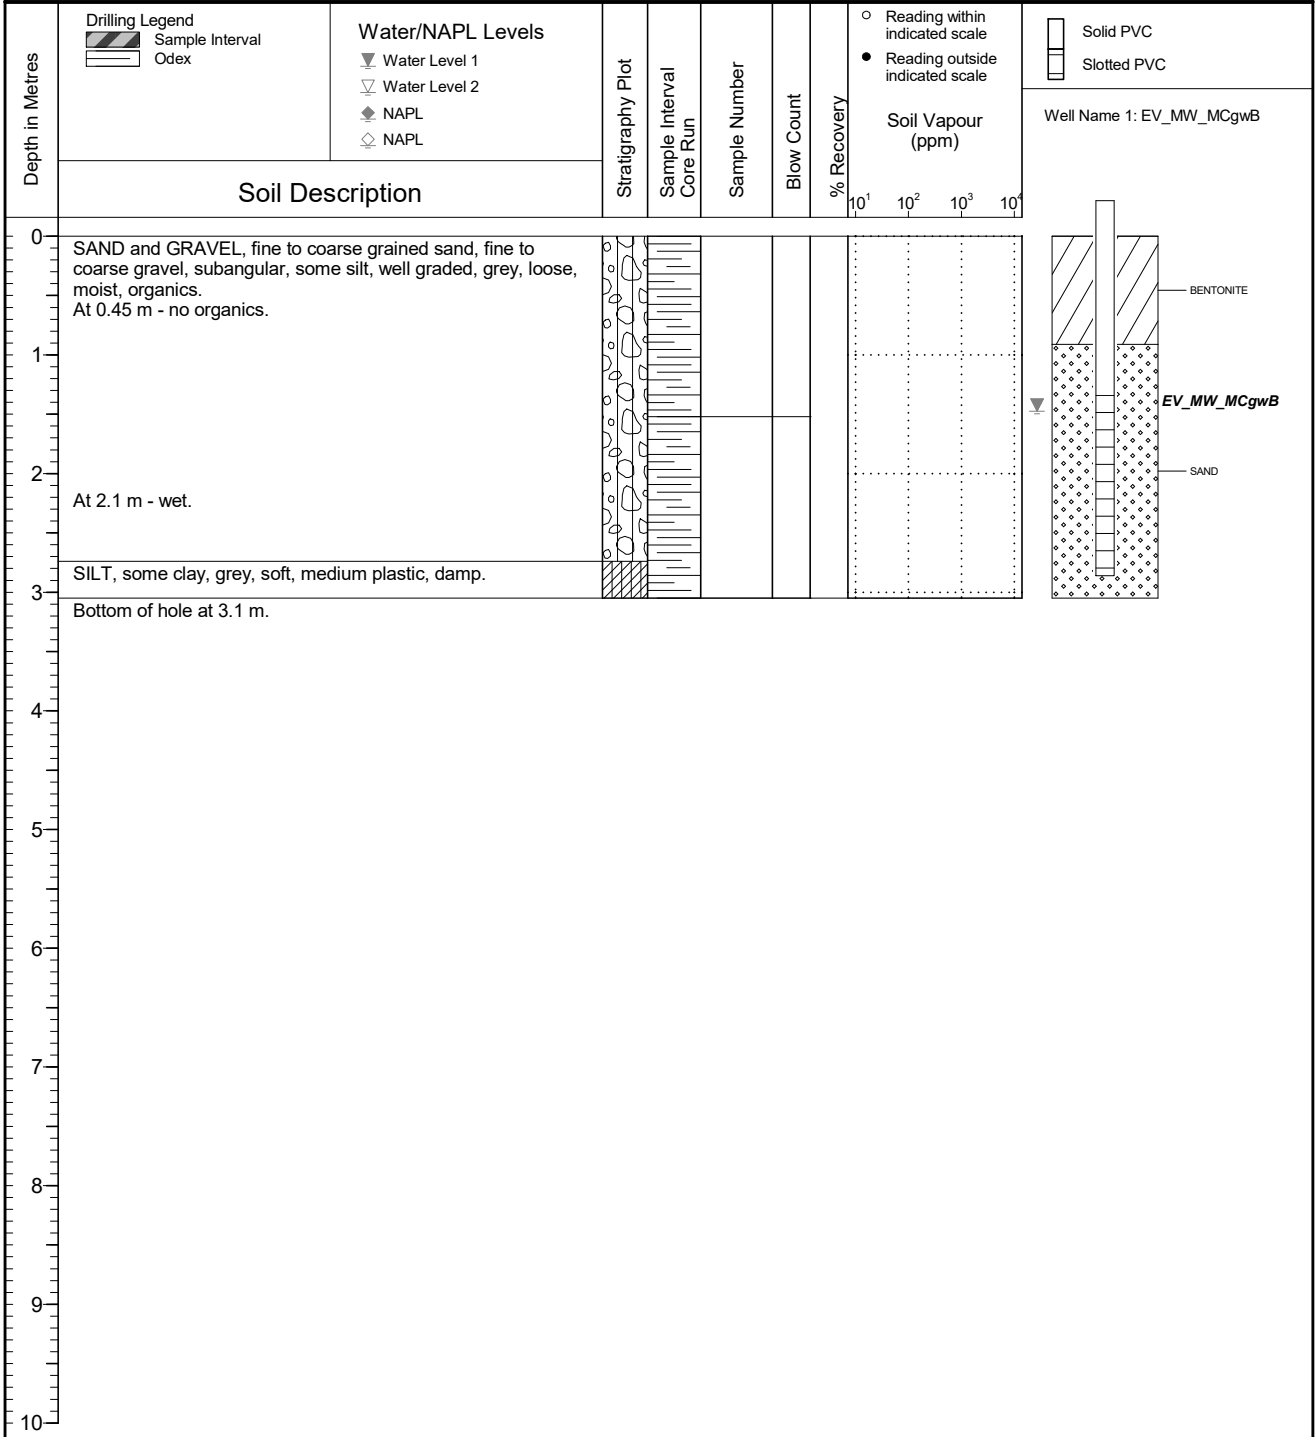 Depth in Metres
Drilling Legend
Sample Interval
Odex
Water/NAPL Levels
Water Level 1
Water Level 2
NAPL
NAPL
Soil Description
Stratigraphy Plot
Sample Interval
Core Run
Sample Number
Blow Count
% Recovery
Reading within
indicated scale
Reading outside
indicated scale
Soil Vapour
(ppm)
10¹ 10² 10³ 10⁴
Solid PVC
Slotted PVC
Well Name 1: EV_MW_MCgwB
0
SAND and GRAVEL, fine to coarse grained sand, fine to
coarse gravel, subangular, some silt, well graded, grey, loose,
moist, organics.
At 0.45 m - no organics.
BENTONITE
1
EV_MW_MCgwB
2
SAND
At 2.1 m - wet.
SILT, some clay, grey, soft, medium plastic, damp.
3
Bottom of hole at 3.1 m.
4
5
6
7
8
9
10